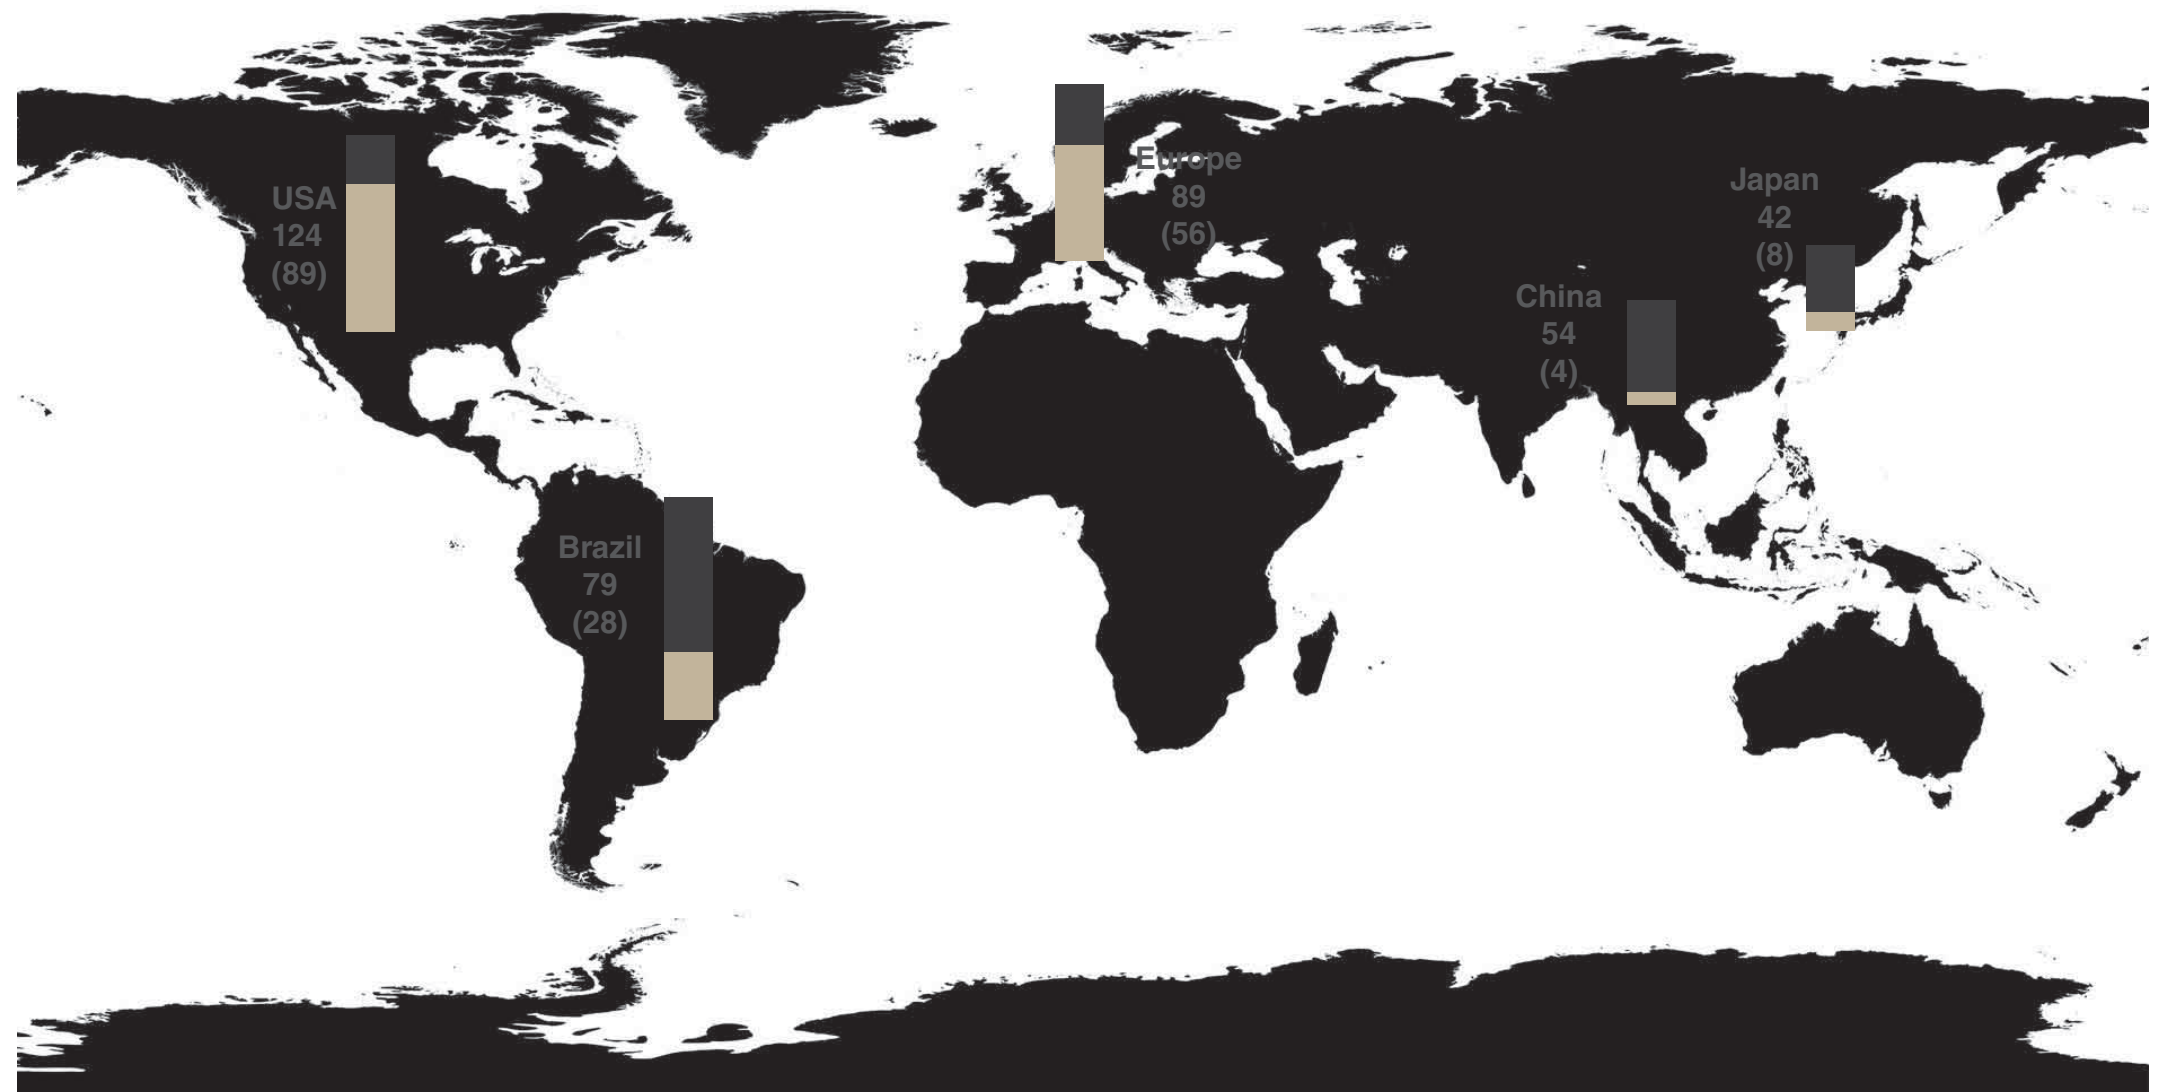 USA
124
(89)
Europe
89
(56)
Japan
42
(8)
China
54
(4)
Brazil
79
(28)